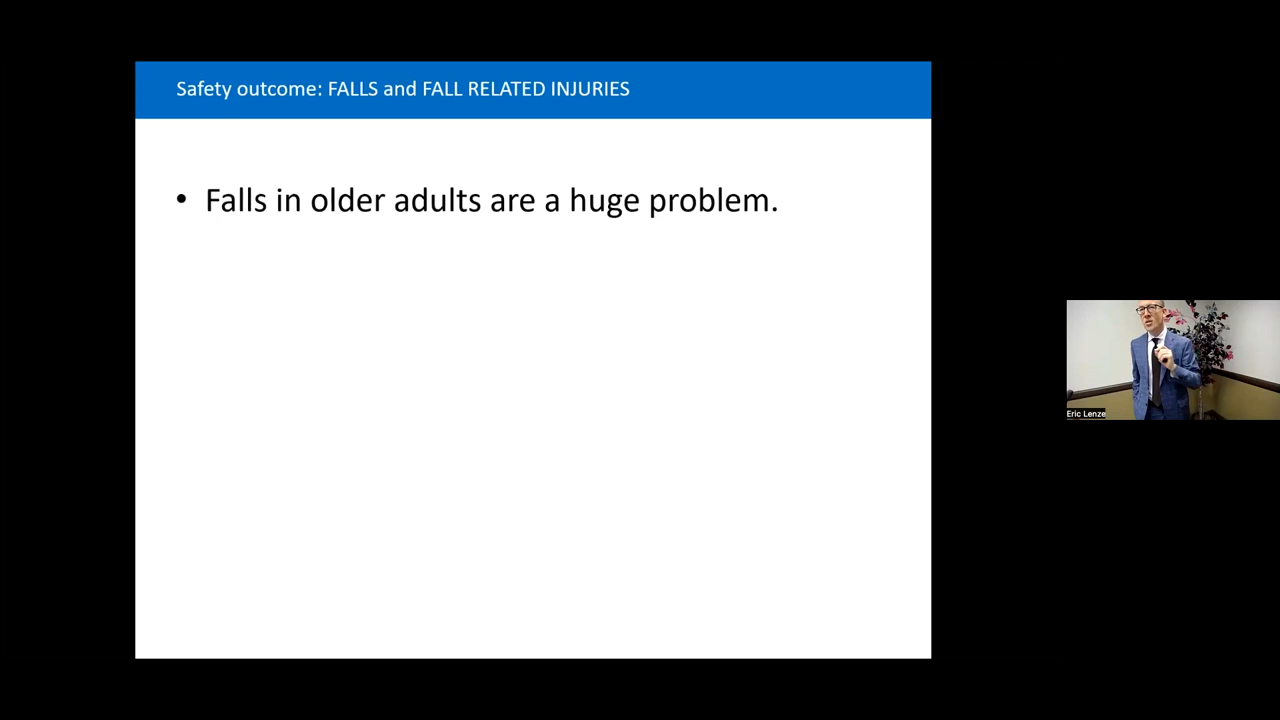 Safety outcome: FALLS and FALL RELATED INJURIES
• Falls in older adults are a huge problem.
Eric Lenze